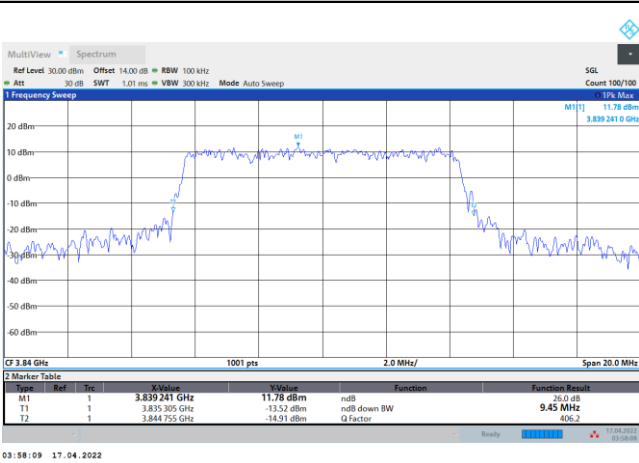 MultiView Spectrum
Ref Level 30.00 dBm Offset 14.00 dB RBW 100 kHz SGL
Att 30 dB SWT 1.01 ms VBW 300 kHz Mode Auto Sweep Count 100/100
1 Frequency Sweep 1Pk Max
M1[1] 11.78 dBm
3.839 241 0 GHz
20 dBm
M1
10 dBm
0 dBm
-10 dBm
-20 dBm
-30 dBm
-40 dBm
-50 dBm
-60 dBm
CF 3.84 GHz 1001 pts 2.0 MHz/ Span 20.0 MHz
2 Marker Table
Type Ref Trc X-Value Y-Value Function Function Result
M1 1 3.839 241 GHz 11.78 dBm ndB 26.0 dB
T1 1 3.835 305 GHz -13.52 dBm ndB down BW 9.45 MHz
T2 1 3.844 755 GHz -14.91 dBm Q Factor 406.2
Ready 17.04.2022
03:58:08
03:58:09 17.04.2022